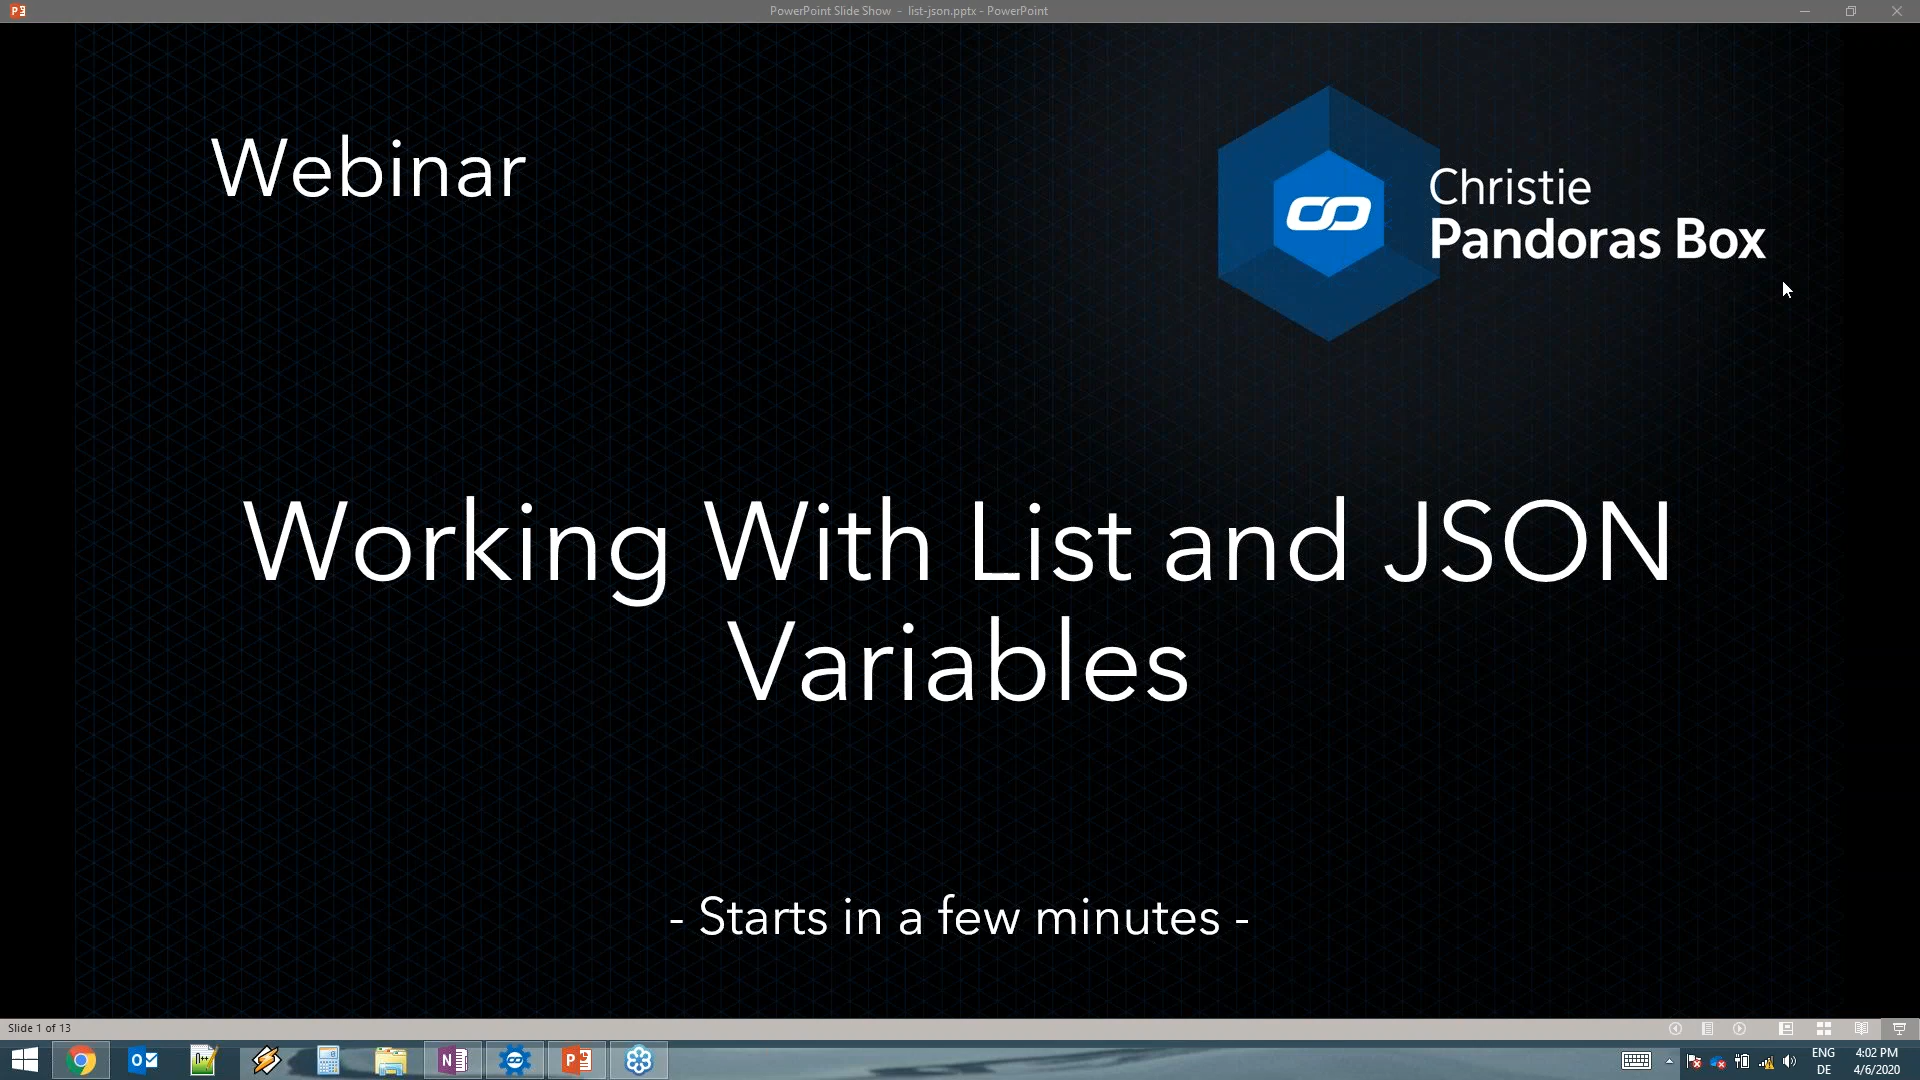 PowerPoint Slide Show - list-json.pptx - PowerPoint
Webinar
Christie
Pandoras Box
Working With List and JSON
Variables
- Starts in a few minutes -
Slide 1 of 13
ENG
DE
4:02 PM
4/6/2020